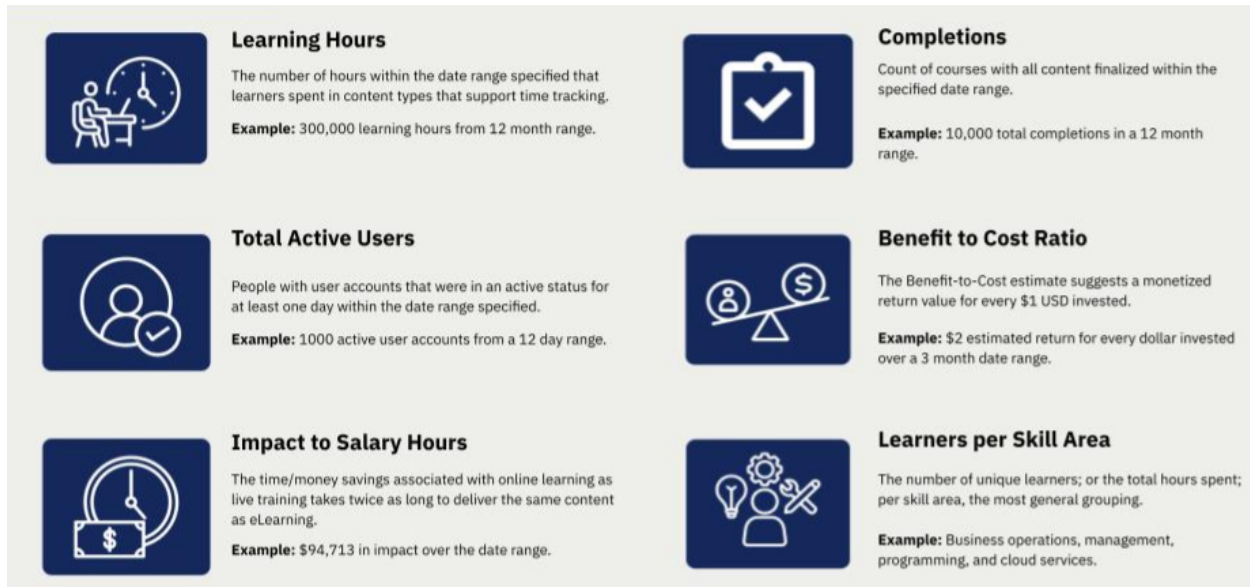 Learning Hours
The number of hours within the date range specified that
learners spent in content types that support time tracking.
Example: 300,000 learning hours from 12 month range.
Completions
Count of courses with all content finalized within the
specified date range.
Example: 10,000 total completions in a 12 month
range.
Total Active Users
People with user accounts that were in an active status for
at least one day within the date range specified.
Example: 1000 active user accounts from a 12 day range.
Benefit to Cost Ratio
The Benefit-to-Cost estimate suggests a monetized
return value for every $1 USD invested.
Example: $2 estimated return for every dollar invested
over a 3 month date range.
Impact to Salary Hours
The time/money savings associated with online learning as
live training takes twice as long to deliver the same content
as eLearning.
Example: $94,713 in impact over the date range.
Learners per Skill Area
The number of unique learners; or the total hours spent;
per skill area, the most general grouping.
Example: Business operations, management,
programming, and cloud services.
$
$